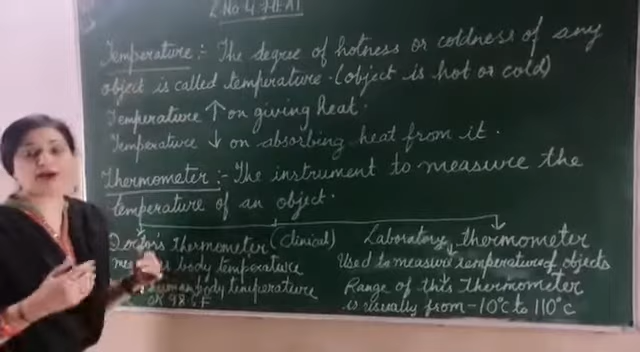 L No 4 HEAT
Temperature :- The degree of hotness or coldness of any
object is called temperature. (object is hot or cold)
Temperature ↑ on giving heat.
Temperature ↓ on absorbing heat from it.
Thermometer :- The instrument to measure the
temperature of an object.
Doctor's thermometer (Clinical)
body temperature
human body temperature
98.6°F
Laboratory thermometer
Used to measure temperature of objects
Range of this thermometer
is usually from -10°C to 110°C